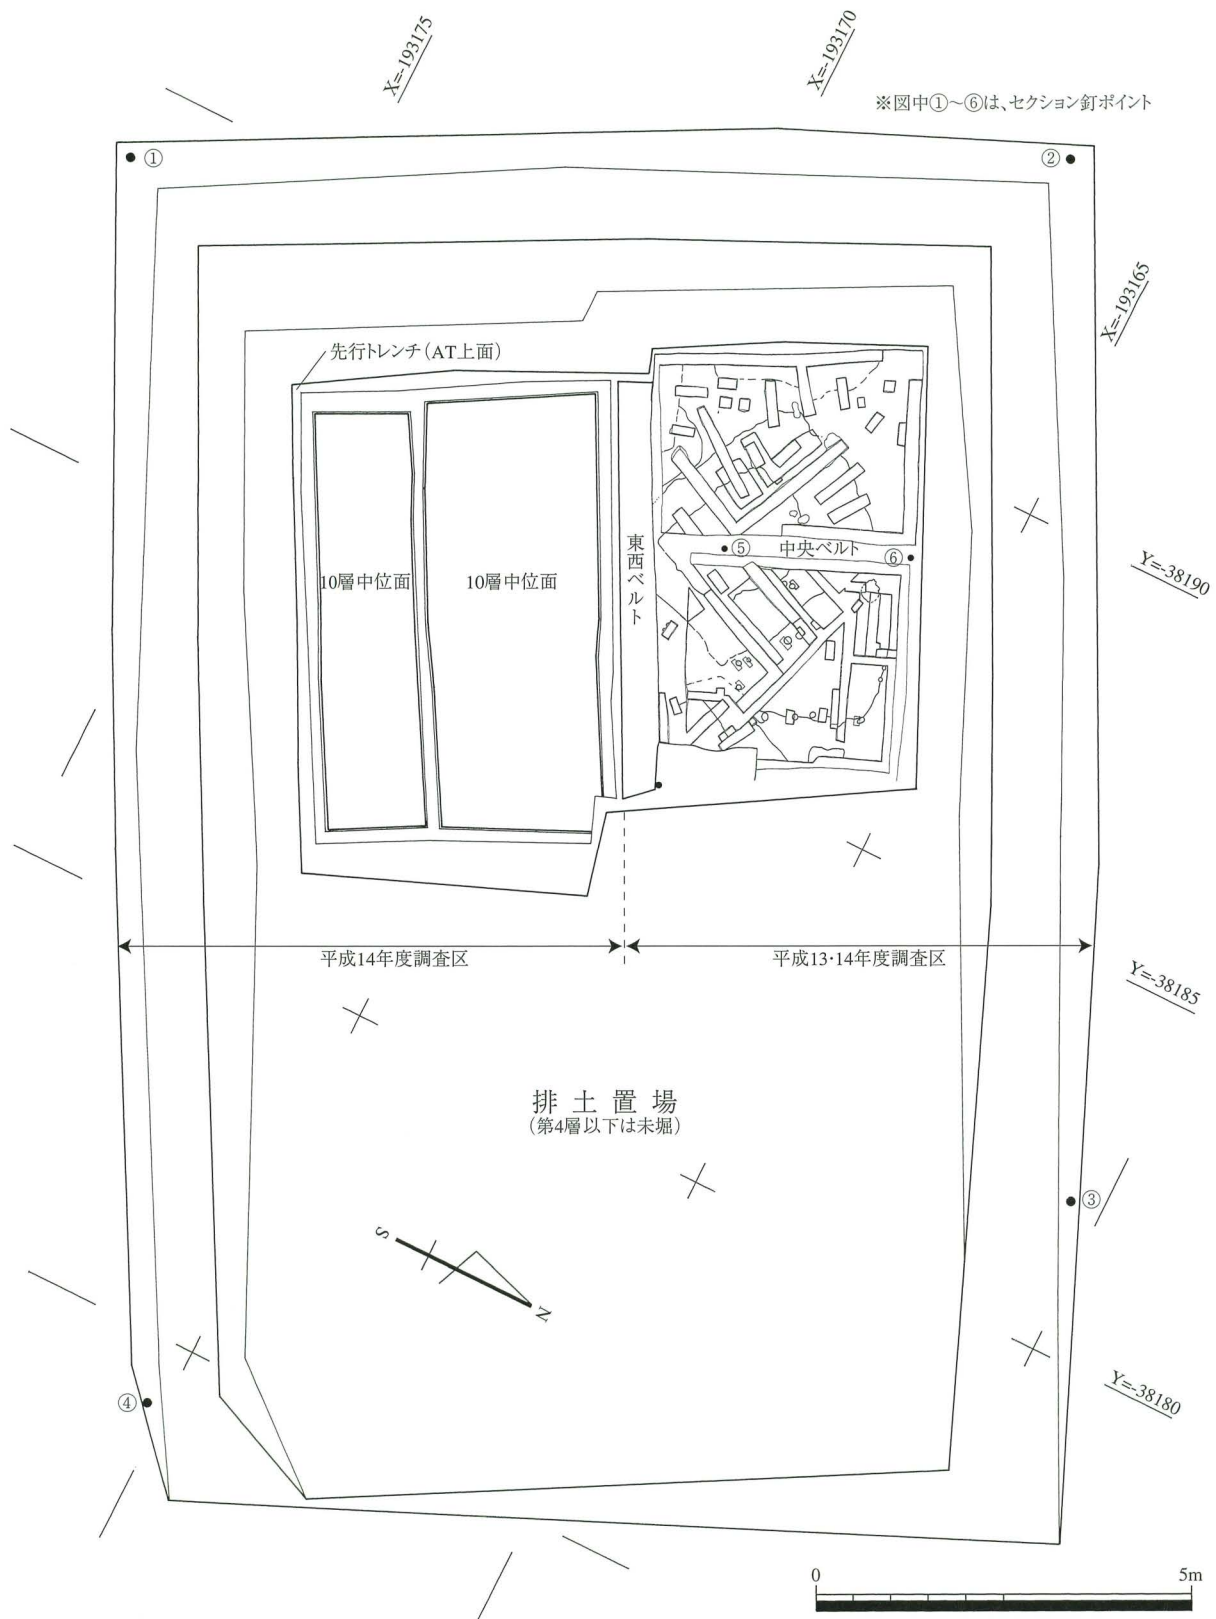 X=-193175
X=-193170
※図中①～⑥は、セクション釘ポイント
①
②
X=-193165
先行トレンチ(AT上面)
東西ベルト
⑤
中央ベルト
⑥
10層中位面
10層中位面
Y=-38190
平成14年度調査区
平成13・14年度調査区
Y=-38185
排土置場
(第4層以下は未堀)
③
S
N
④
Y=-38180
0
5m